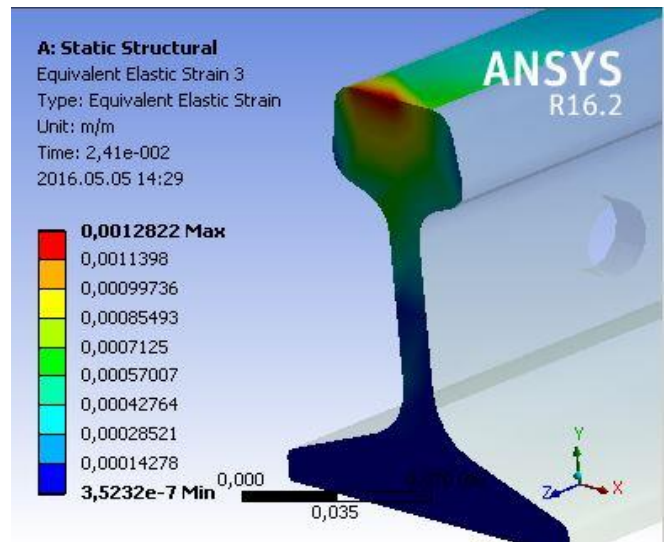 A: Static Structural
Equivalent Elastic Strain 3
Type: Equivalent Elastic Strain
Unit: m/m
Time: 2,41e-002
2016.05.05 14:29
ANSYS
R16.2
0,0012822 Max
0,0011398
0,00099736
0,00085493
0,0007125
0,00057007
0,00042764
0,00028521
0,00014278
3,5232e-7 Min
0,000
0,035
Y
Z
X